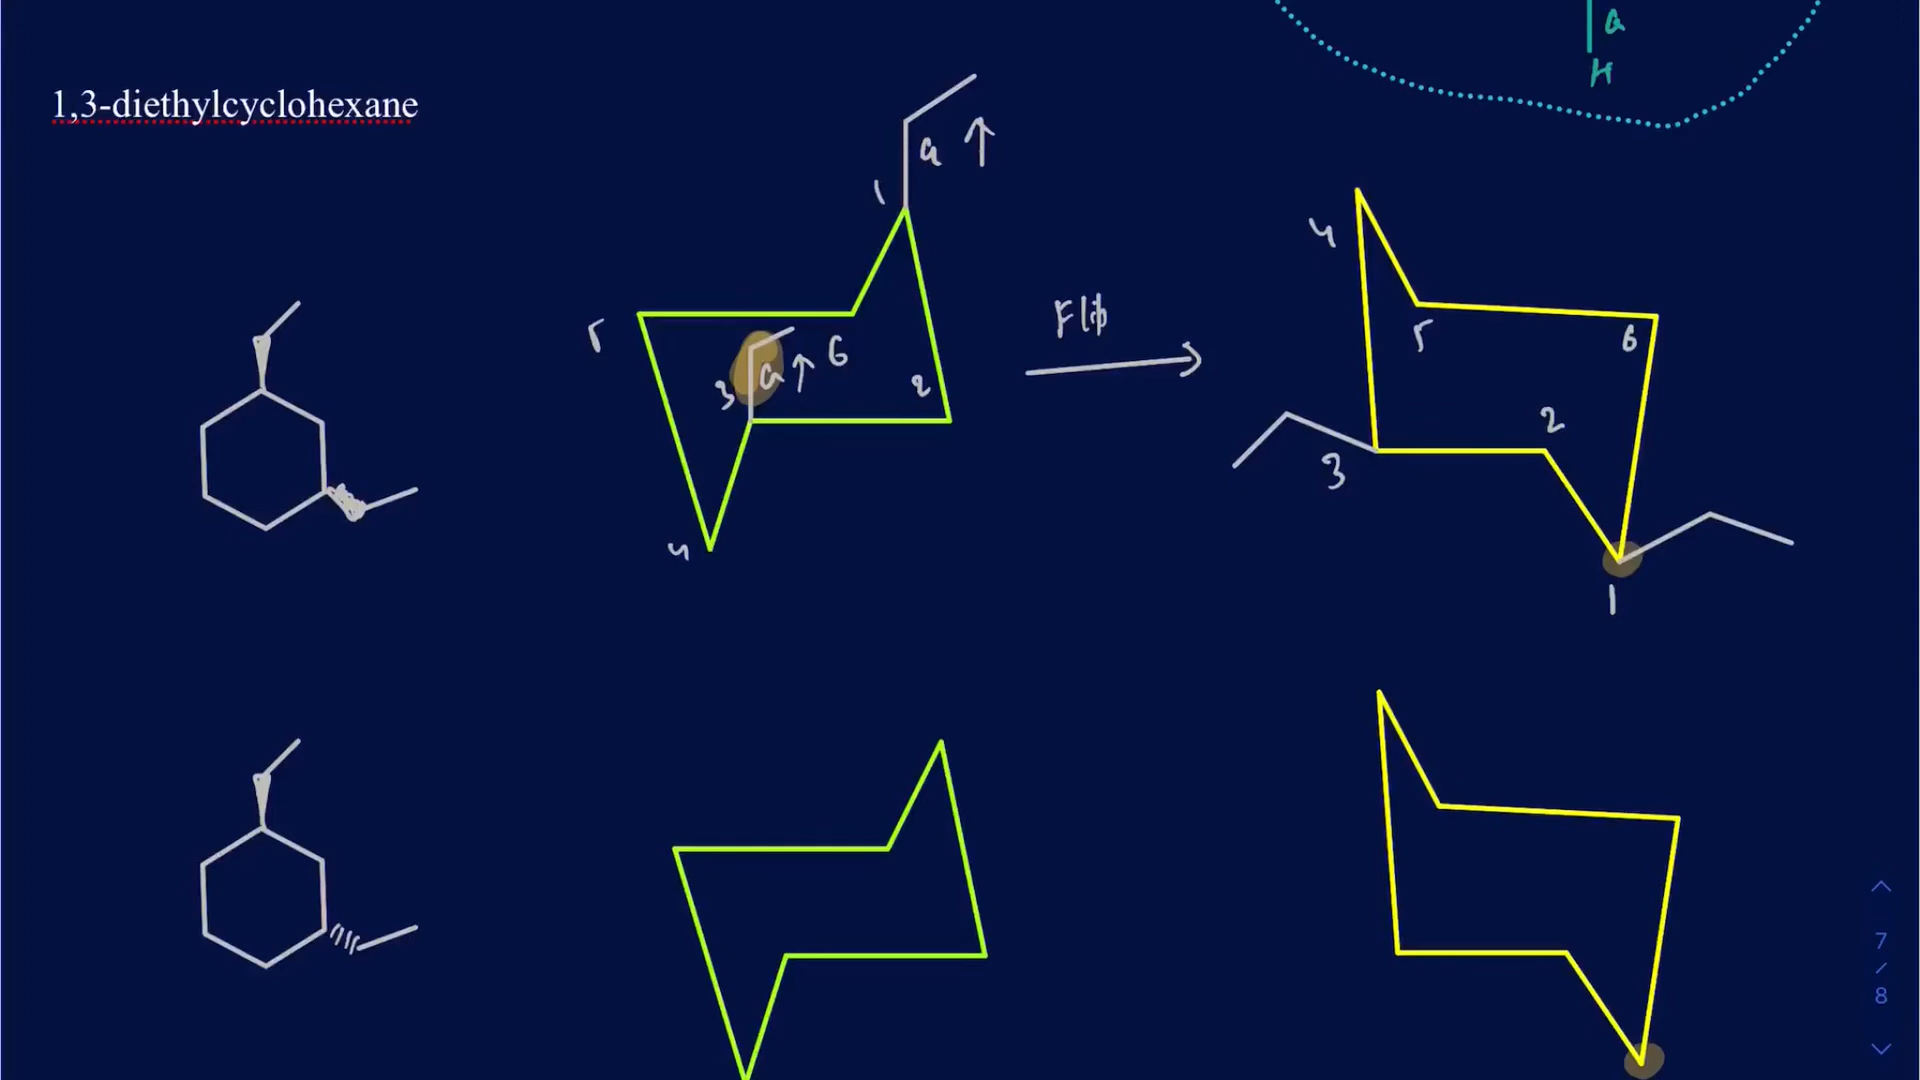 a
H
1,3-diethylcyclohexane
a ↑
1
4
5
Flip
3 a ↑ 6
2
5
6
2
3
4
1
7
/
8